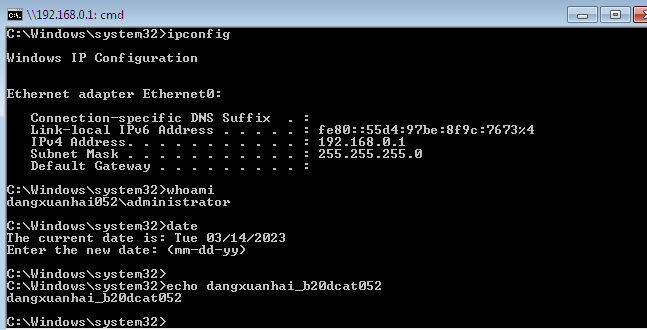 \\192.168.0.1: cmd
C:\Windows\system32>ipconfig
Windows IP Configuration
Ethernet adapter Ethernet0:
   Connection-specific DNS Suffix  . :
   Link-local IPv6 Address . . . . . : fe80::55d4:97be:8f9c:7673%4
   IPv4 Address. . . . . . . . . . . : 192.168.0.1
   Subnet Mask . . . . . . . . . . . : 255.255.255.0
   Default Gateway . . . . . . . . . :
C:\Windows\system32>whoami
dangxuanhai052\administrator
C:\Windows\system32>date
The current date is: Tue 03/14/2023
Enter the new date: (mm-dd-yy)
C:\Windows\system32>
C:\Windows\system32>echo dangxuanhai_b20dcat052
dangxuanhai_b20dcat052
C:\Windows\system32>